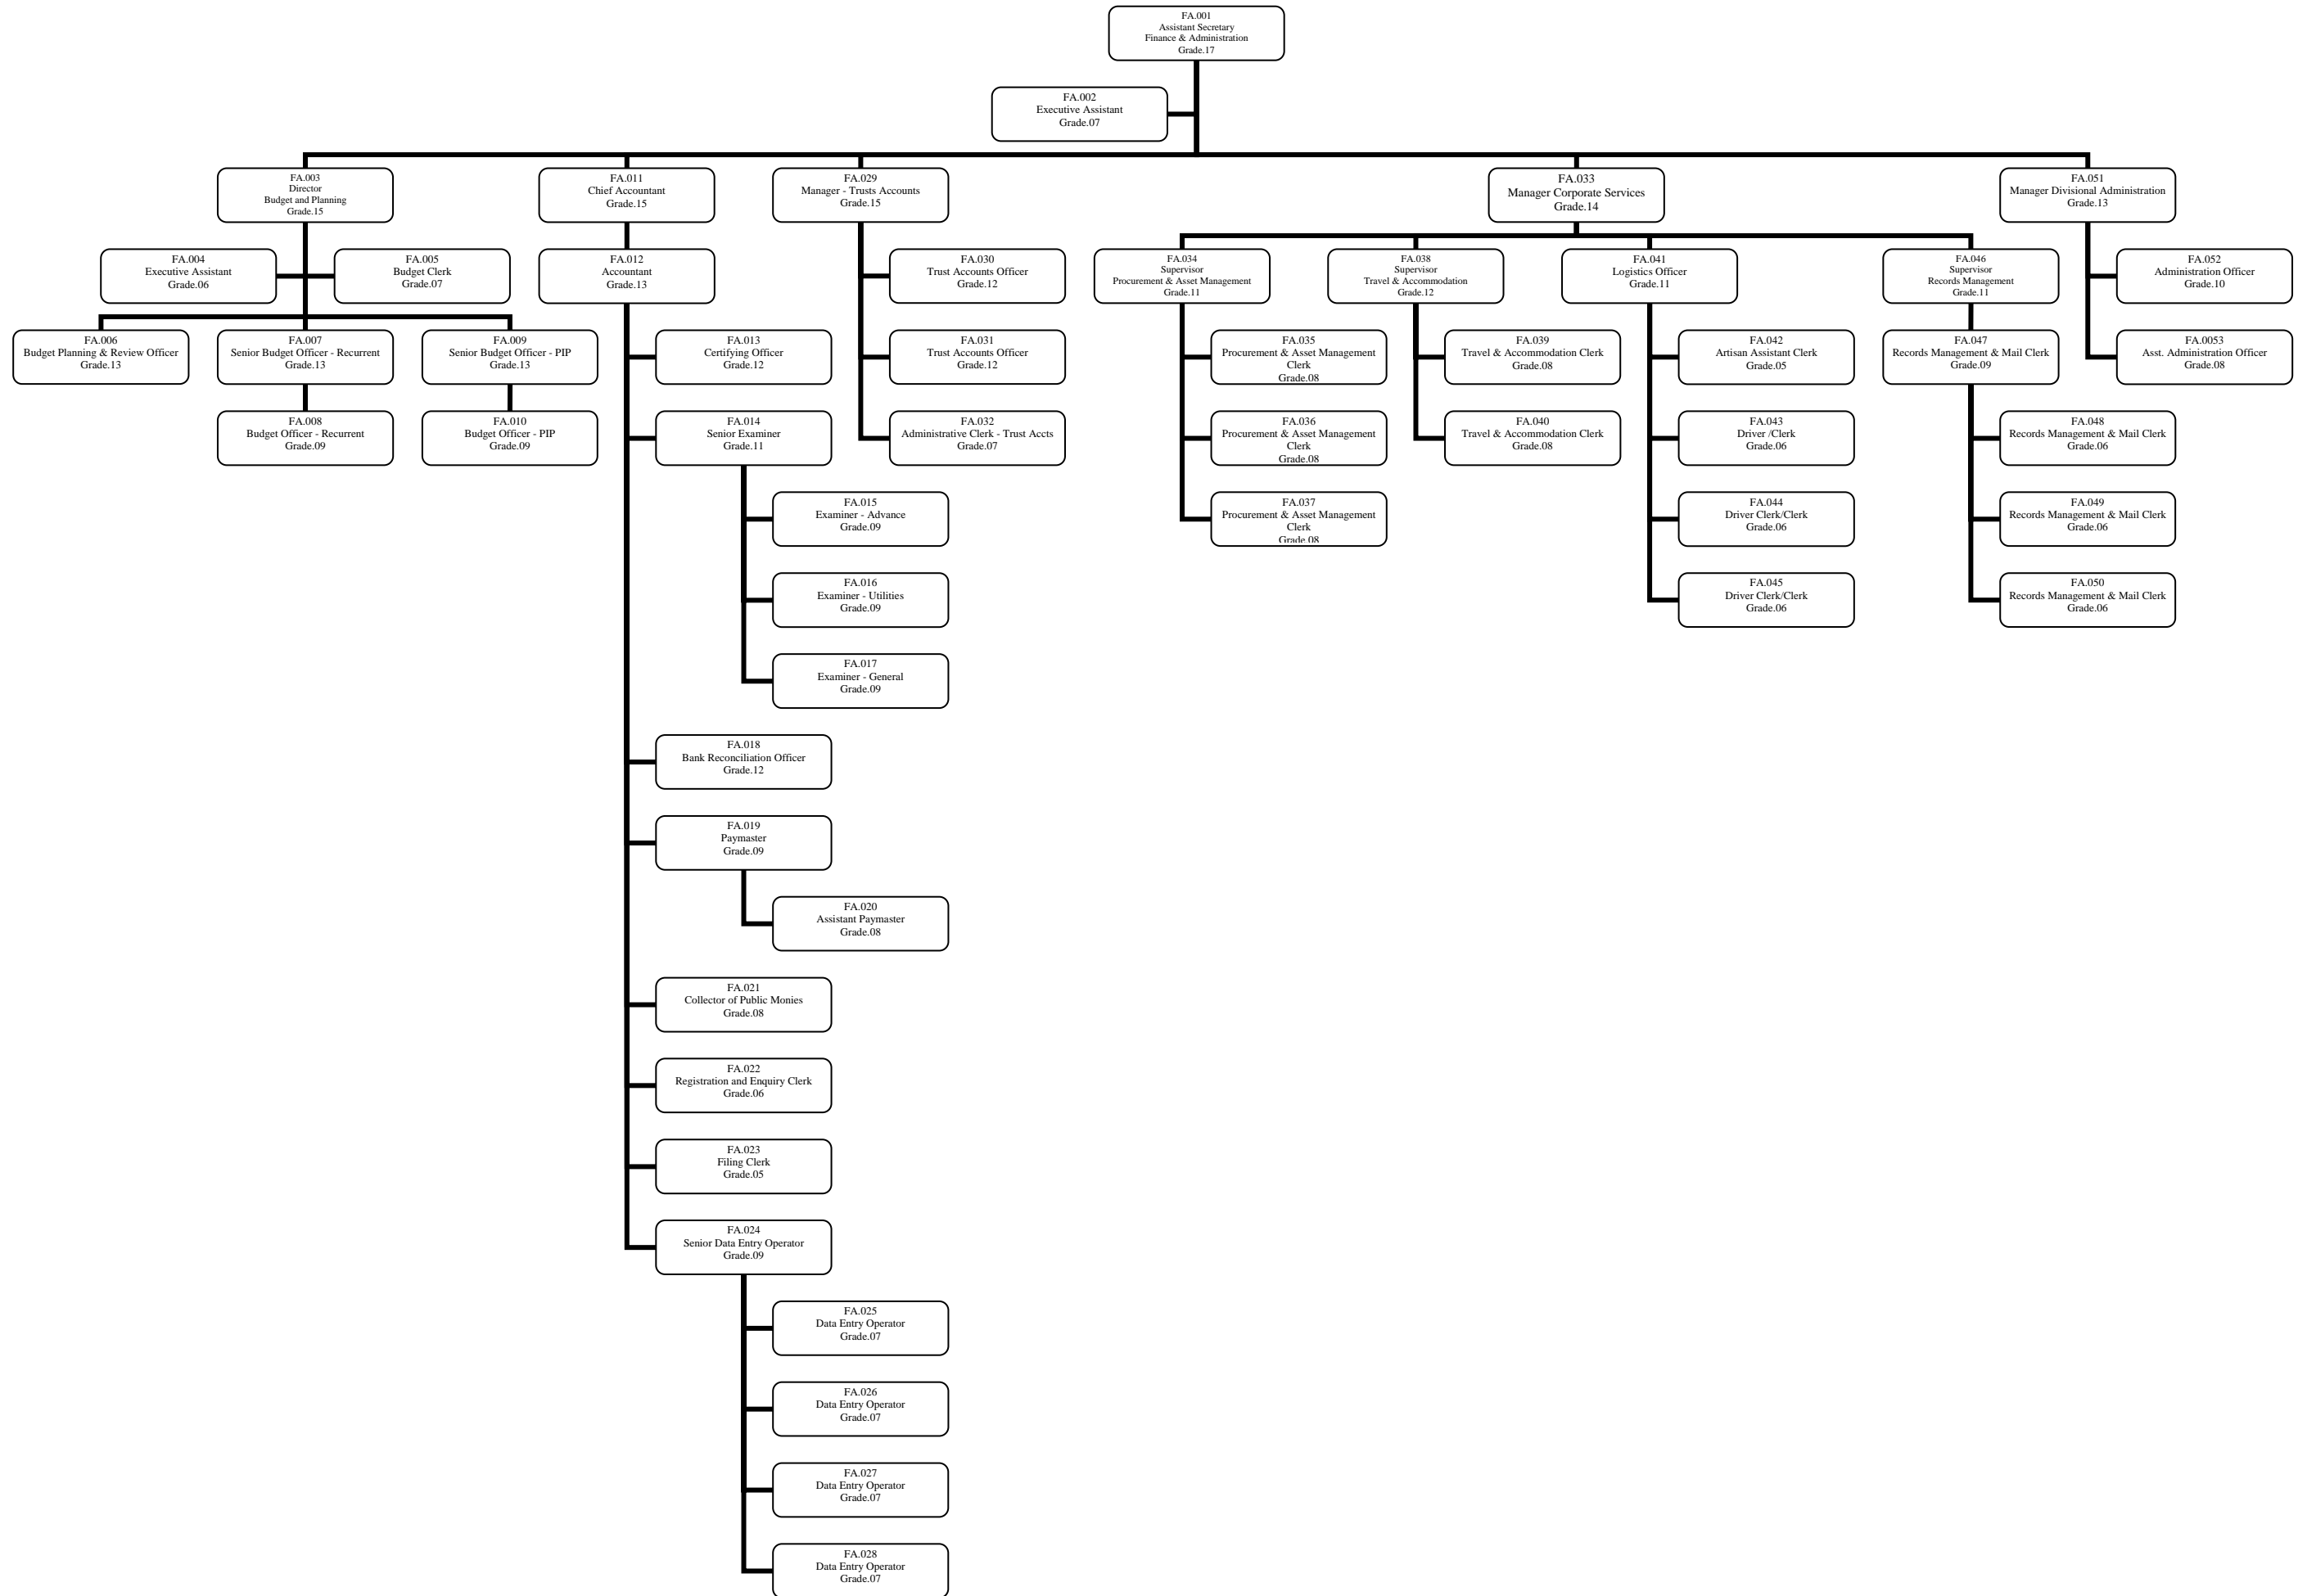 FA.001
Assistant Secretary
Finance & Administration
Grade.17
FA.002
Executive Assistant
Grade.07
FA.003
Director
Budget and Planning
Grade.15
FA.011
Chief Accountant
Grade.15
FA.029
Manager - Trusts Accounts
Grade.15
FA.033
Manager Corporate Services
Grade.14
FA.051
Manager Divisional Administration
Grade.13
FA.004
Executive Assistant
Grade.06
FA.005
Budget Clerk
Grade.07
FA.012
Accountant
Grade.13
FA.030
Trust Accounts Officer
Grade.12
FA.034
Supervisor
Procurement & Asset Management
Grade.11
FA.038
Supervisor
Travel & Accommodation
Grade.12
FA.041
Logistics Officer
Grade.11
FA.046
Supervisor
Records Management
Grade.11
FA.052
Administration Officer
Grade.10
FA.006
Budget Planning & Review Officer
Grade.13
FA.007
Senior Budget Officer - Recurrent
Grade.13
FA.009
Senior Budget Officer - PIP
Grade.13
FA.013
Certifying Officer
Grade.12
FA.031
Trust Accounts Officer
Grade.12
FA.035
Procurement & Asset Management
Clerk
Grade.08
FA.039
Travel & Accommodation Clerk
Grade.08
FA.042
Artisan Assistant Clerk
Grade.05
FA.047
Records Management & Mail Clerk
Grade.09
FA.0053
Asst. Administration Officer
Grade.08
FA.008
Budget Officer - Recurrent
Grade.09
FA.010
Budget Officer - PIP
Grade.09
FA.014
Senior Examiner
Grade.11
FA.032
Administrative Clerk - Trust Accts
Grade.07
FA.036
Procurement & Asset Management
Clerk
Grade.08
FA.040
Travel & Accommodation Clerk
Grade.08
FA.043
Driver /Clerk
Grade.06
FA.048
Records Management & Mail Clerk
Grade.06
FA.015
Examiner - Advance
Grade.09
FA.037
Procurement & Asset Management
Clerk
Grade.08
FA.044
Driver Clerk/Clerk
Grade.06
FA.049
Records Management & Mail Clerk
Grade.06
FA.016
Examiner - Utilities
Grade.09
FA.045
Driver Clerk/Clerk
Grade.06
FA.050
Records Management & Mail Clerk
Grade.06
FA.017
Examiner - General
Grade.09
FA.018
Bank Reconciliation Officer
Grade.12
FA.019
Paymaster
Grade.09
FA.020
Assistant Paymaster
Grade.08
FA.021
Collector of Public Monies
Grade.08
FA.022
Registration and Enquiry Clerk
Grade.06
FA.023
Filing Clerk
Grade.05
FA.024
Senior Data Entry Operator
Grade.09
FA.025
Data Entry Operator
Grade.07
FA.026
Data Entry Operator
Grade.07
FA.027
Data Entry Operator
Grade.07
FA.028
Data Entry Operator
Grade.07